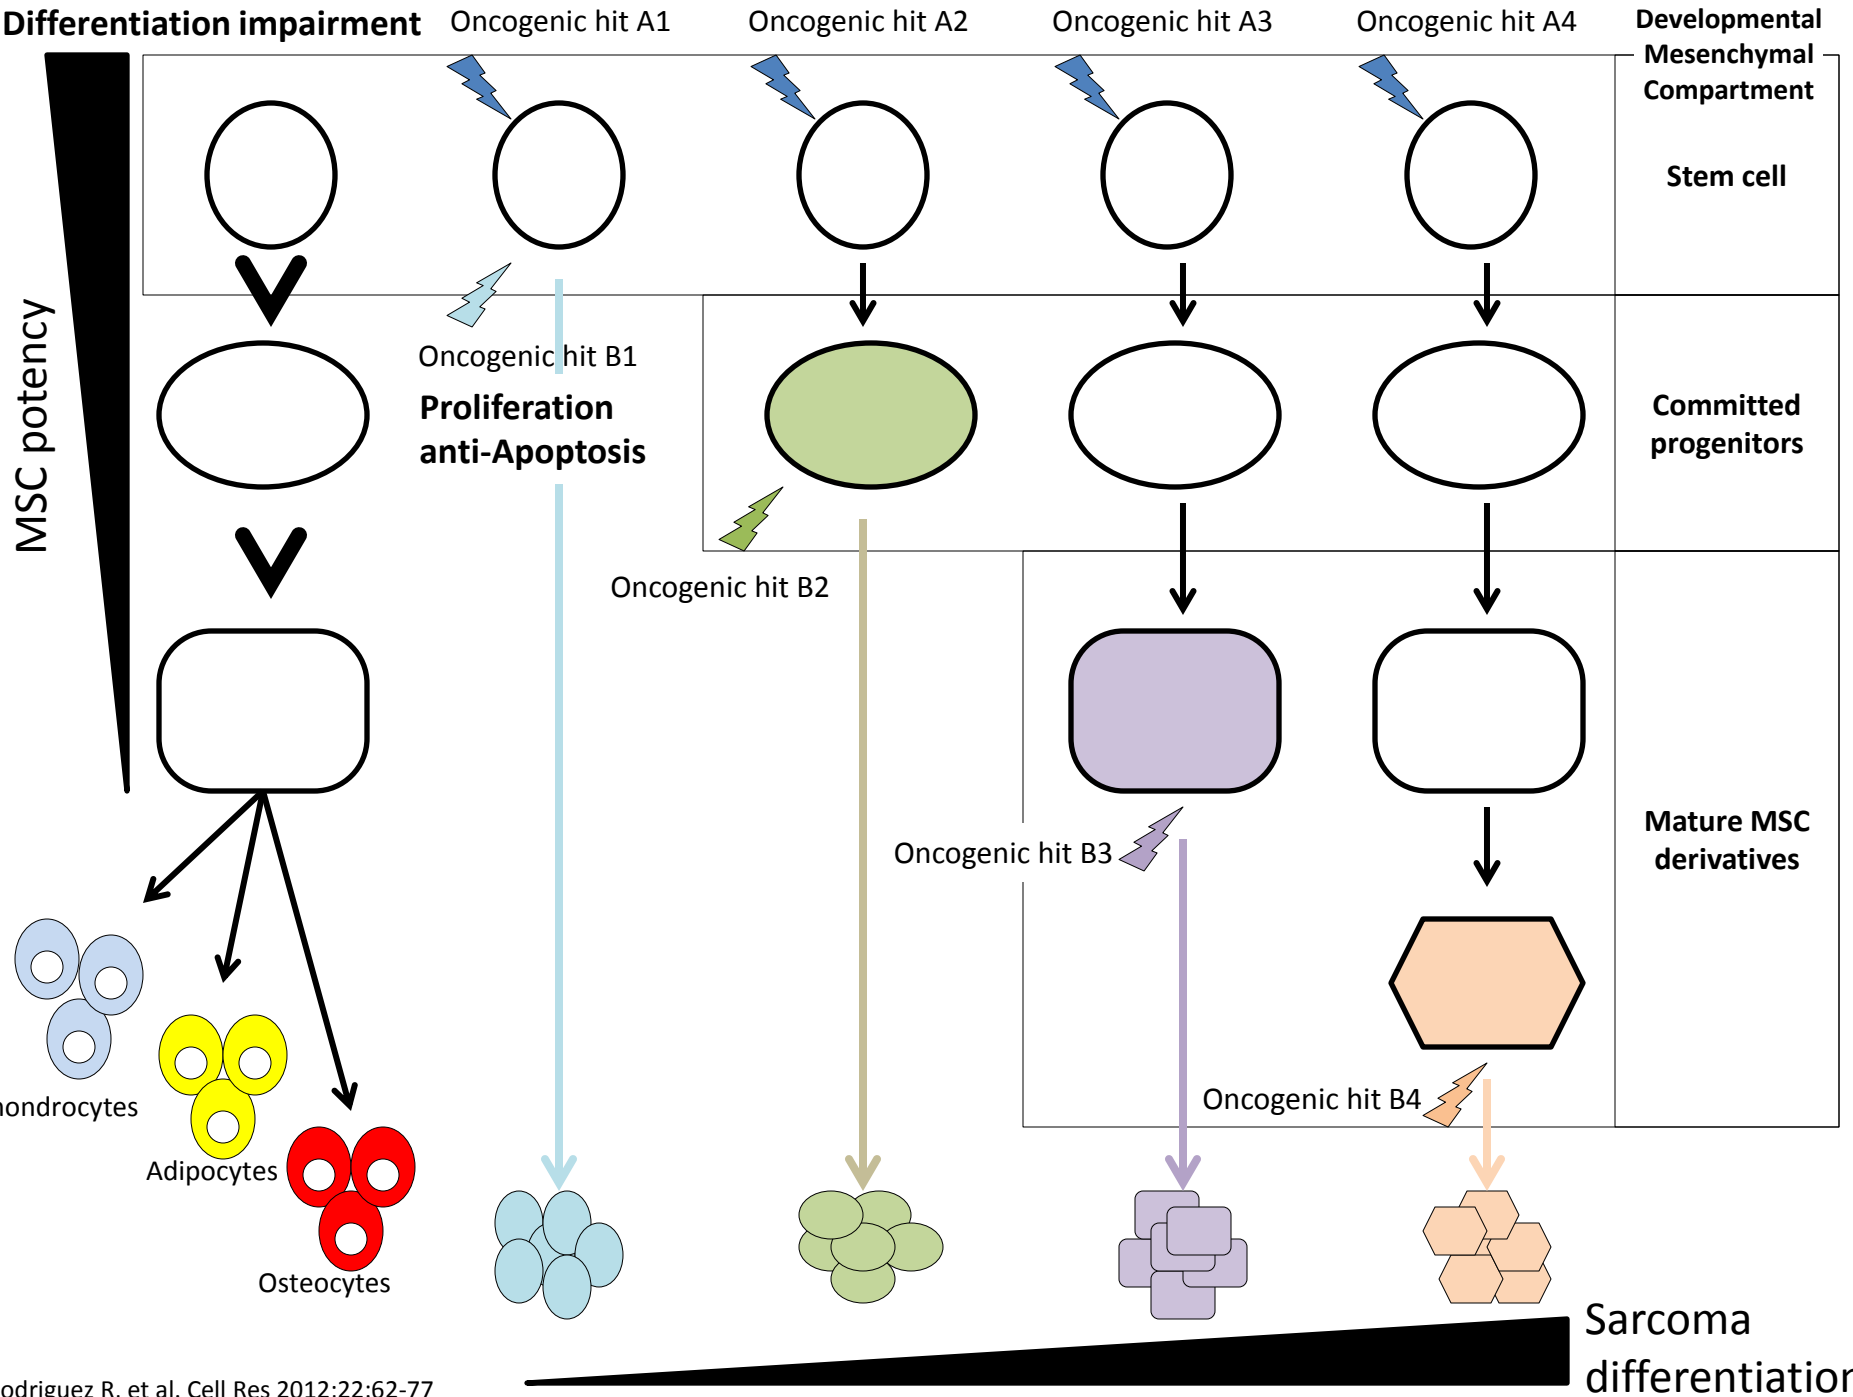 Differentiation impairment
Oncogenic hit A1
Oncogenic hit A2
Oncogenic hit A3
Oncogenic hit A4
Developmental
Mesenchymal
Compartment
Stem cell
MSC potency
Oncogenic hit B1
Proliferation
anti-Apoptosis
Committed
progenitors
Oncogenic hit B2
Oncogenic hit B3
Mature MSC
derivatives
Oncogenic hit B4
hondrocytes
Adipocytes
Osteocytes
Sarcoma
differentiation
odriguez R, et al. Cell Res 2012;22:62-77